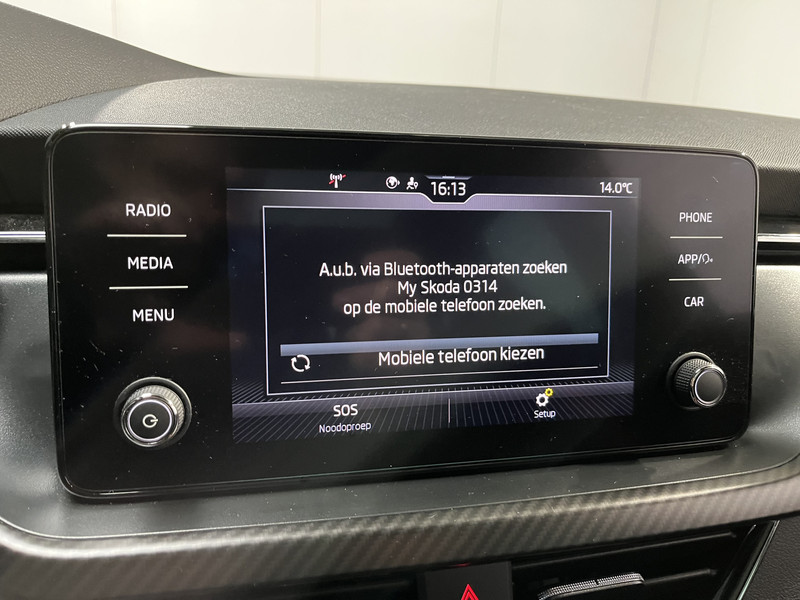 RADIO
MEDIA
MENU
16:13
14.0°C
A.u.b. via Bluetooth-apparaten zoeken
My Skoda 0314
op de mobiele telefoon zoeken.
Mobiele telefoon kiezen
SOS
Noodoproep
Setup
PHONE
APP/
CAR